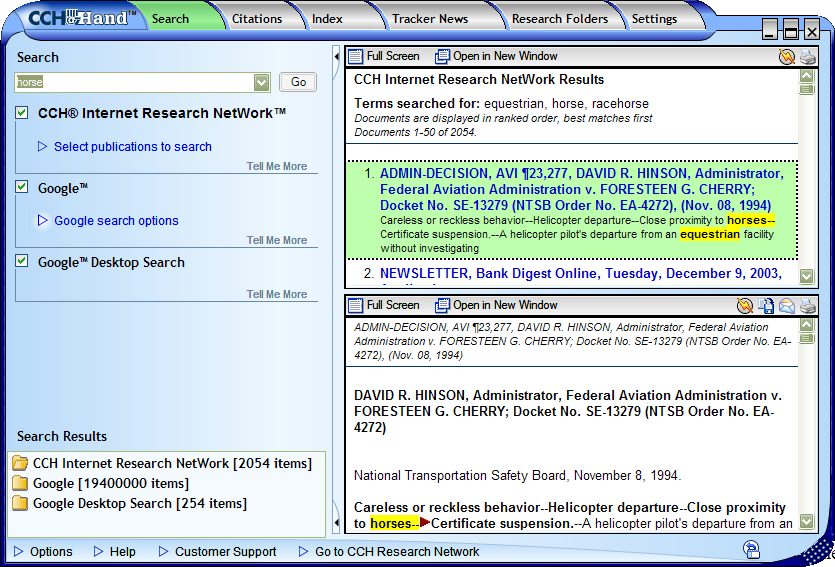 CCH@Hand™
Search
Citations
Index
Tracker News
Research Folders
Settings
Search
horse
Go
CCH® Internet Research NetWork™
Select publications to search
Tell Me More
Google™
Google search options
Tell Me More
Google™ Desktop Search
Tell Me More
Search Results
CCH Internet Research NetWork [2054 items]
Google [19400000 items]
Google Desktop Search [254 items]
Full Screen
Open in New Window
CCH Internet Research NetWork Results
Terms searched for: equestrian, horse, racehorse
Documents are displayed in ranked order, best matches first
Documents 1-50 of 2054.
1. ADMIN-DECISION, AVI ¶23,277, DAVID R. HINSON, Administrator,
Federal Aviation Administration v. FORESTEEN G. CHERRY;
Docket No. SE-13279 (NTSB Order No. EA-4272), (Nov. 08, 1994)
Careless or reckless behavior--Helicopter departure--Close proximity to horses--
Certificate suspension.--A helicopter pilot's departure from an equestrian facility
without investigating
2. NEWSLETTER, Bank Digest Online, Tuesday, December 9, 2003,
Full Screen
Open in New Window
ADMIN-DECISION, AVI ¶23,277, DAVID R. HINSON, Administrator, Federal Aviation
Administration v. FORESTEEN G. CHERRY; Docket No. SE-13279 (NTSB Order No. EA-
4272), (Nov. 08, 1994)
DAVID R. HINSON, Administrator, Federal Aviation Administration v.
FORESTEEN G. CHERRY; Docket No. SE-13279 (NTSB Order No. EA-
4272)
National Transportation Safety Board, November 8, 1994.
Careless or reckless behavior--Helicopter departure--Close proximity
to horses--Certificate suspension.--A helicopter pilot's departure from an
Options
Help
Customer Support
Go to CCH Research Network